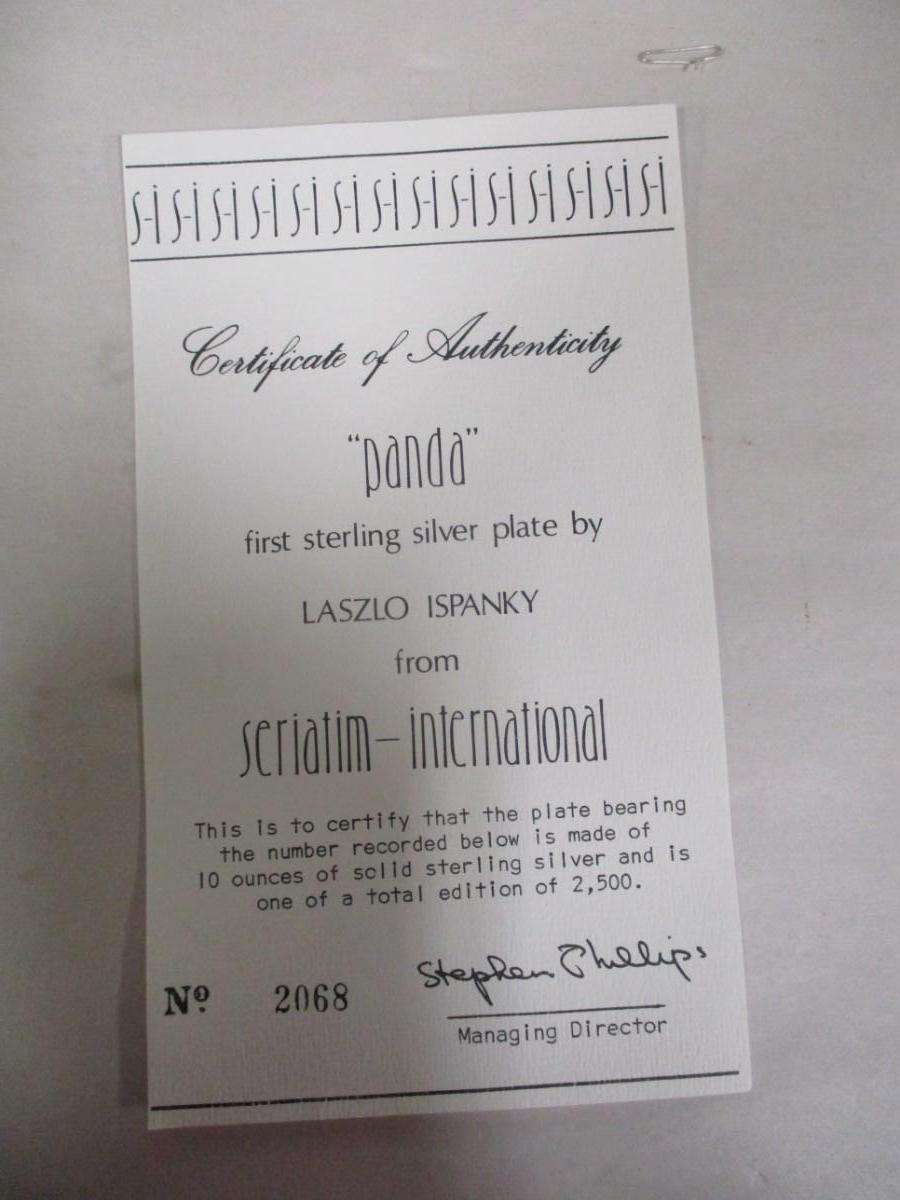 S-i S-i S-i S-i S-i S-i S-i S-i S-i S-i S-i S-i S-i S-i
Certificate of Authenticity
“panda”
first sterling silver plate by
LASZLO ISPANKY
from
seriatim–international
This is to certify that the plate bearing
the number recorded below is made of
10 ounces of solid sterling silver and is
one of a total edition of 2,500.
Stephen Phillips
Nº. 2068
Managing Director